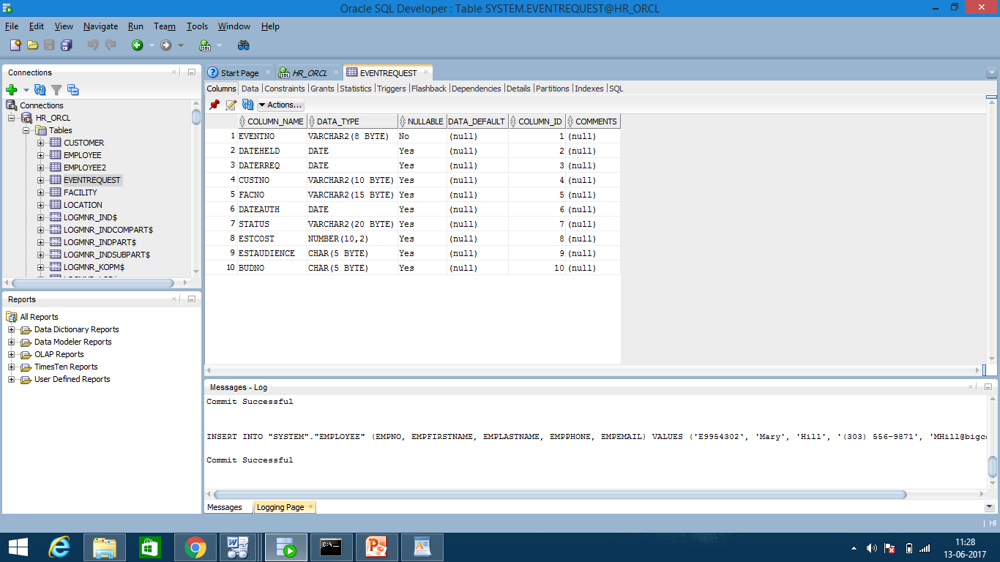 Oracle SQL Developer : Table SYSTEM.EVENTREQUEST@HR_ORCL
File Edit View Navigate Run Team Tools Window Help
Connections
Start Page
HR_ORCL
EVENTREQUEST
Columns Data Constraints Grants Statistics Triggers Flashback Dependencies Details Partitions Indexes SQL
Actions...
Connections
HR_ORCL
Tables
CUSTOMER
EMPLOYEE
EMPLOYEE2
EVENTREQUEST
FACILITY
LOCATION
LOGMNR_IND$
LOGMNR_INDCOMPART$
LOGMNR_INDPART$
LOGMNR_INDSUBPART$
LOGMNR_KOPM$
COLUMN_NAME DATA_TYPE NULLABLE DATA_DEFAULT COLUMN_ID COMMENTS
1 EVENTNO VARCHAR2(8 BYTE) No (null) 1 (null)
2 DATEHELD DATE Yes (null) 2 (null)
3 DATERREQ DATE Yes (null) 3 (null)
4 CUSTNO VARCHAR2(10 BYTE) Yes (null) 4 (null)
5 FACNO VARCHAR2(15 BYTE) Yes (null) 5 (null)
6 DATEAUTH DATE Yes (null) 6 (null)
7 STATUS VARCHAR2(20 BYTE) Yes (null) 7 (null)
8 ESTCOST NUMBER(10,2) Yes (null) 8 (null)
9 ESTAUDIENCE CHAR(5 BYTE) Yes (null) 9 (null)
10 BUDNO CHAR(5 BYTE) Yes (null) 10 (null)
Reports
All Reports
Data Dictionary Reports
Data Modeler Reports
OLAP Reports
TimesTen Reports
User Defined Reports
Messages - Log
Commit Successful
INSERT INTO "SYSTEM"."EMPLOYEE" (EMPNO, EMPFIRSTNAME, EMPLASTNAME, EMPPHONE, EMPEMAIL) VALUES ('E9954302', 'Mary', 'Hill', '(303) 556-9871', 'MHill@bigc
Commit Successful
Messages
Logging Page
HR
11:28
13-06-2017